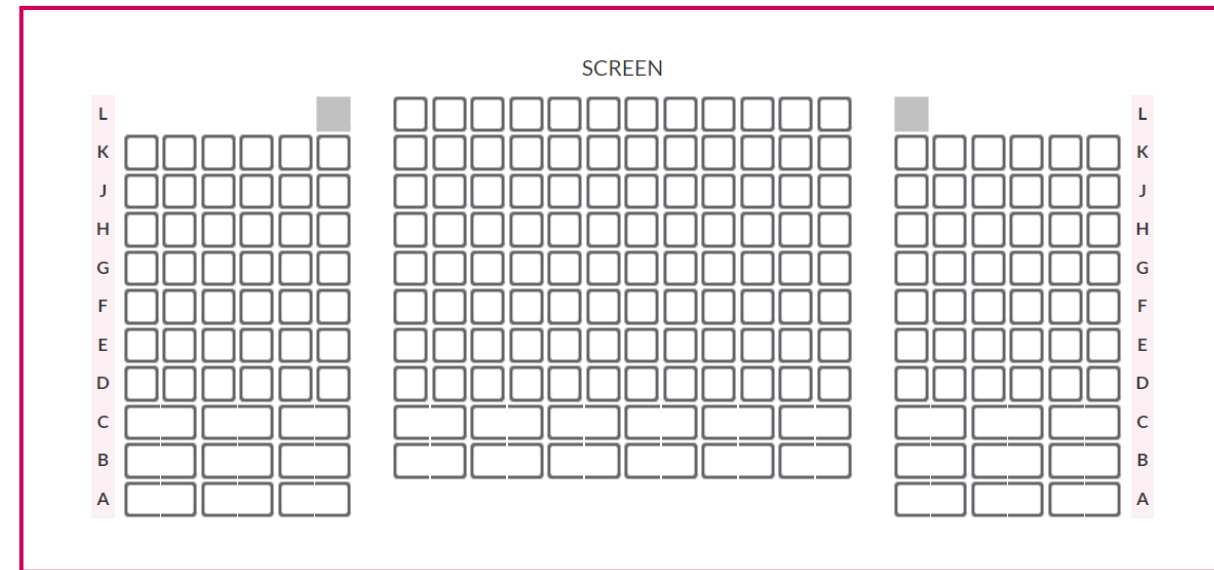 SCREEN
L L
K K
J J
H H
G G
F F
E E
D D
C C
B B
A A